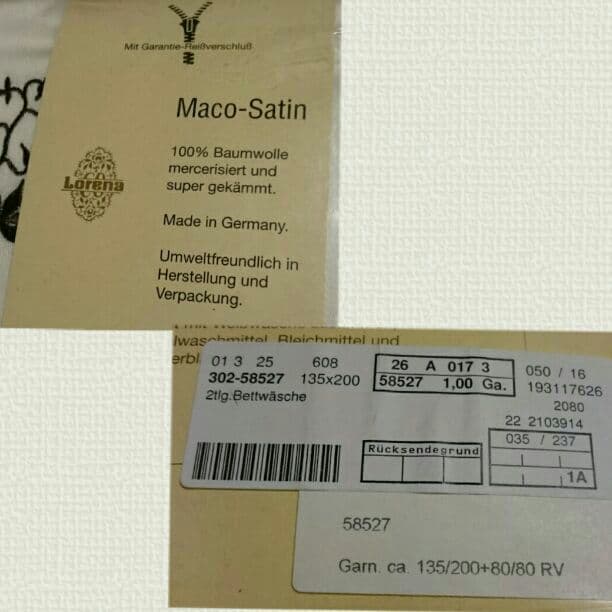 Mit Garantie-Reißverschluß
Maco-Satin
100% Baumwolle
mercerisiert und
super gekämmt.
Lorena
Made in Germany.
Umweltfreundlich in
Herstellung und
Verpackung.
Bleichmittel und
01 3 25 608
302-58527 135x200
2tlg.Bettwäsche
26 A 017 3
58527 1,00 Ga.
050 / 16
193117626
2080
22 2103914
035 / 237
1A
Rücksendegrund
58527
Garn. ca. 135/200+80/80 RV